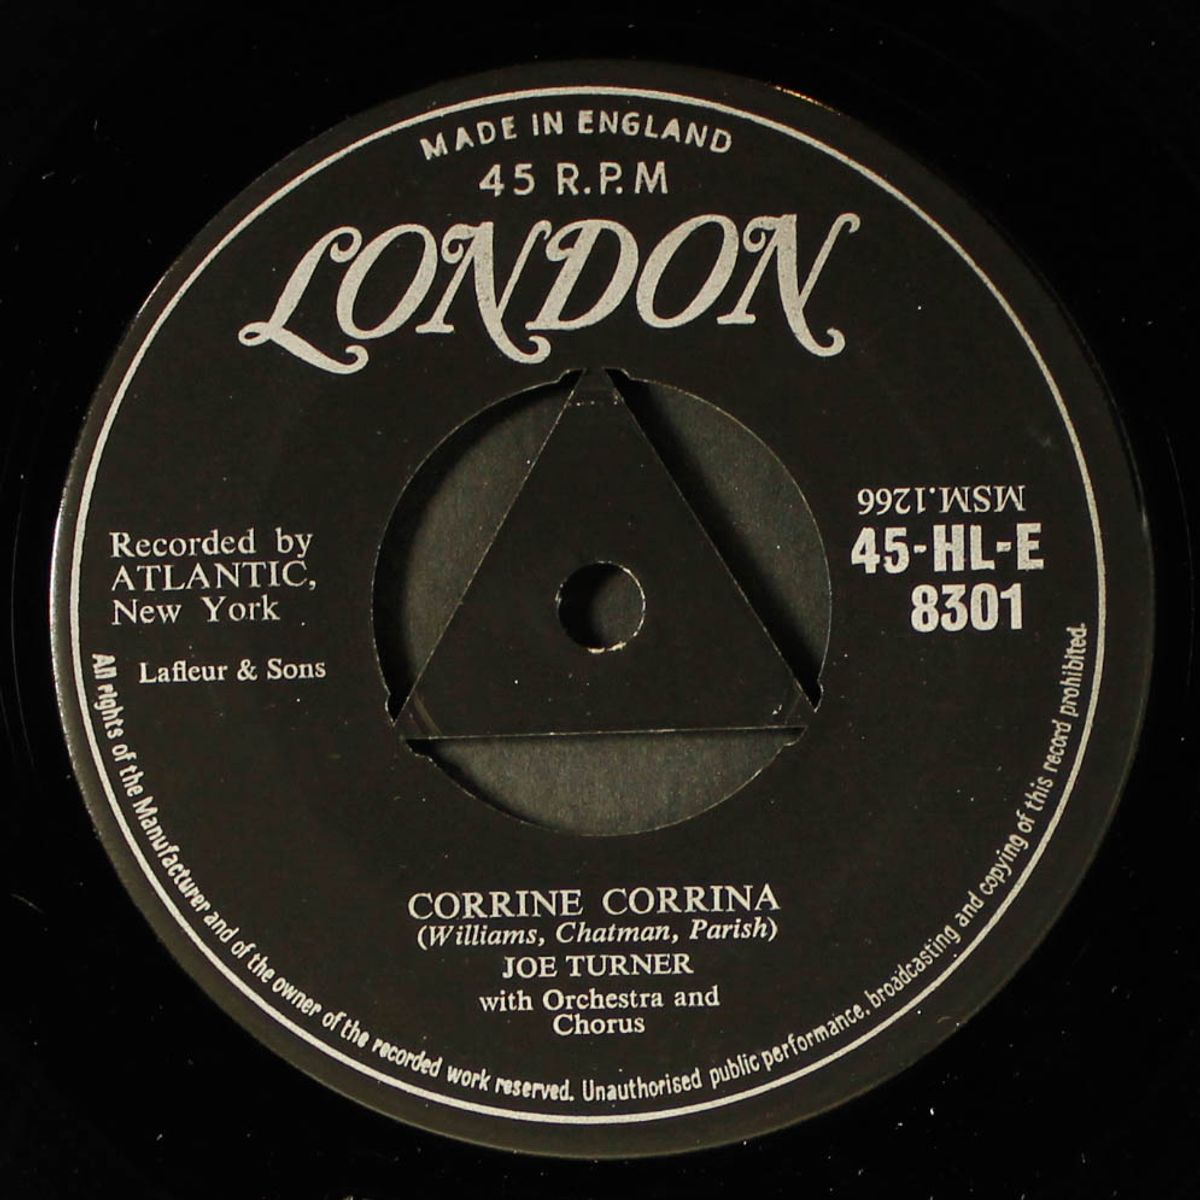 MADE IN ENGLAND
45 R.P.M
LONDON
Recorded by
ATLANTIC,
New York
Lafleur & Sons
MSM.1266
45-HL-E
8301
CORRINE CORRINA
(Williams, Chatman, Parish)
JOE TURNER
with Orchestra and
Chorus
All rights of the Manufacturer and of the owner of the recorded work reserved. Unauthorised public performance, broadcasting and copying of this record prohibited.